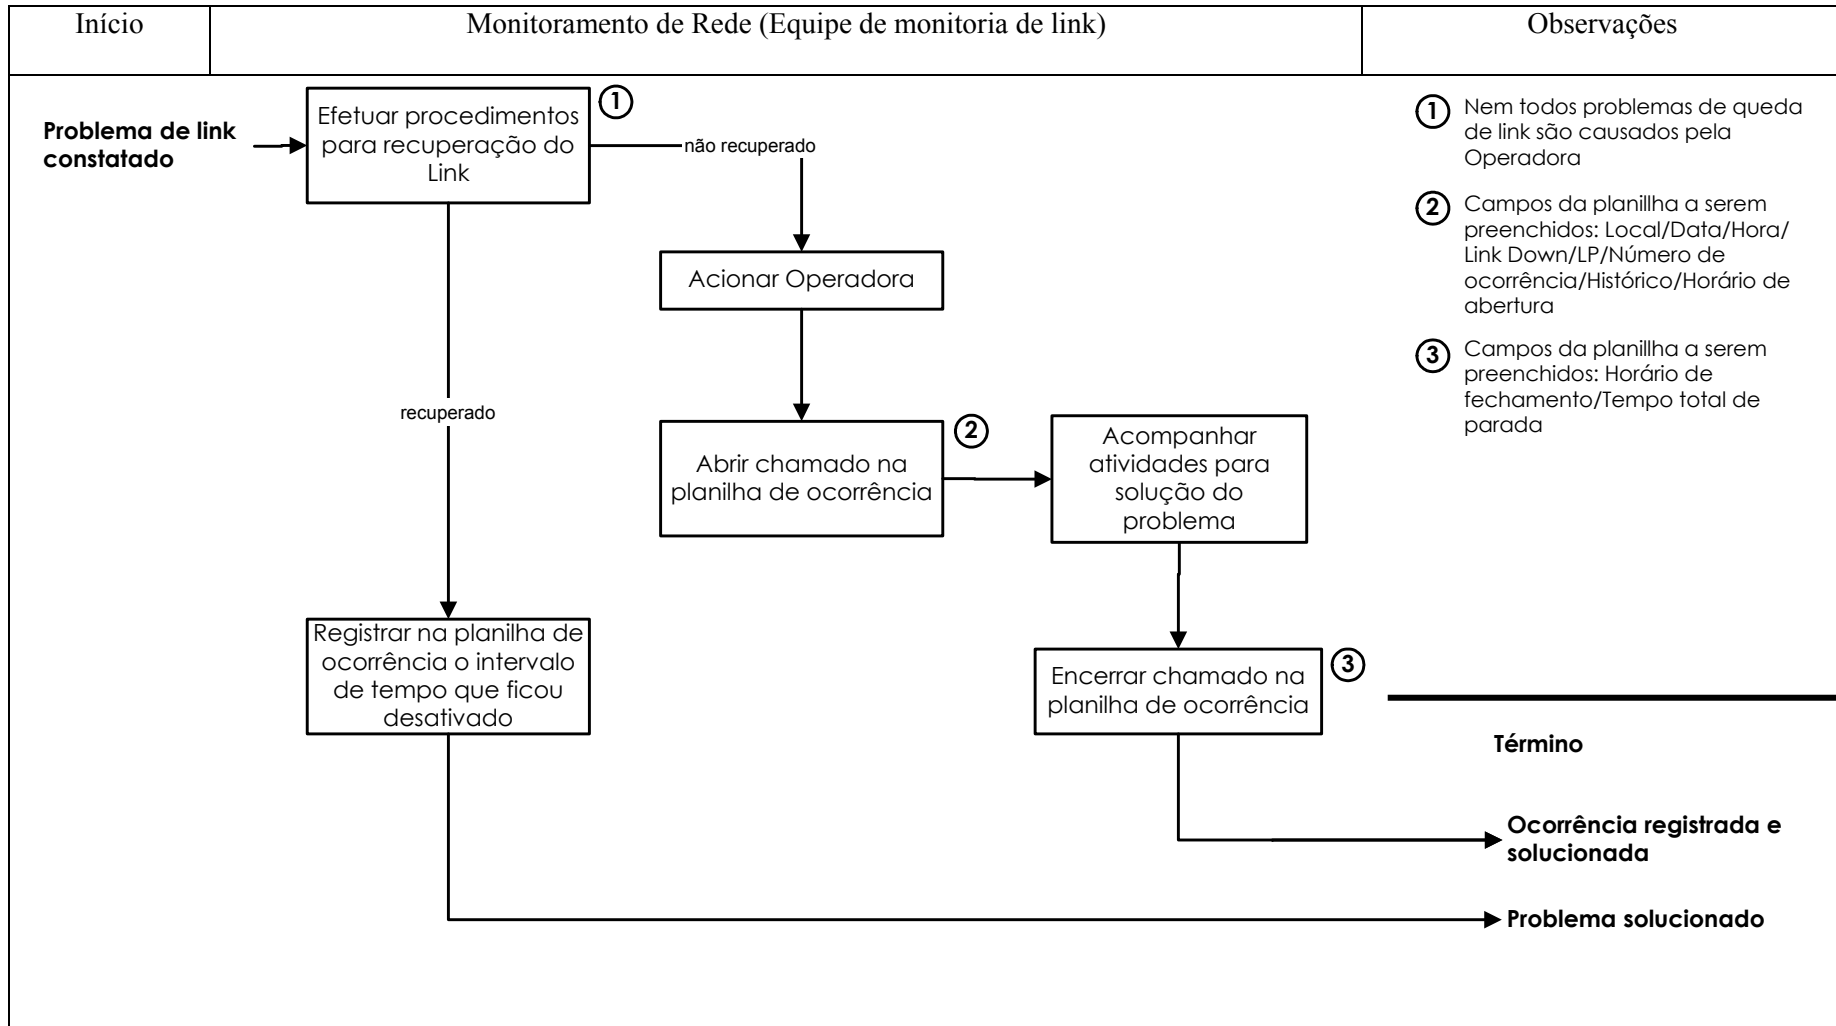 Início
Monitoramento de Rede (Equipe de monitoria de link)
Observações
Problema de link
constatado
Efetuar procedimentos
para recuperação do
Link
1
não recuperado
Acionar Operadora
recuperado
Abrir chamado na
planilha de ocorrência
2
Acompanhar
atividades para
solução do
problema
Registrar na planilha de
ocorrência o intervalo
de tempo que ficou
desativado
Encerrar chamado na
planilha de ocorrência
3
1 Nem todos problemas de queda
de link são causados pela
Operadora
2 Campos da planillha a serem
preenchidos: Local/Data/Hora/
Link Down/LP/Número de
ocorrência/Histórico/Horário de
abertura
3 Campos da planillha a serem
preenchidos: Horário de
fechamento/Tempo total de
parada
Término
Ocorrência registrada e
solucionada
Problema solucionado